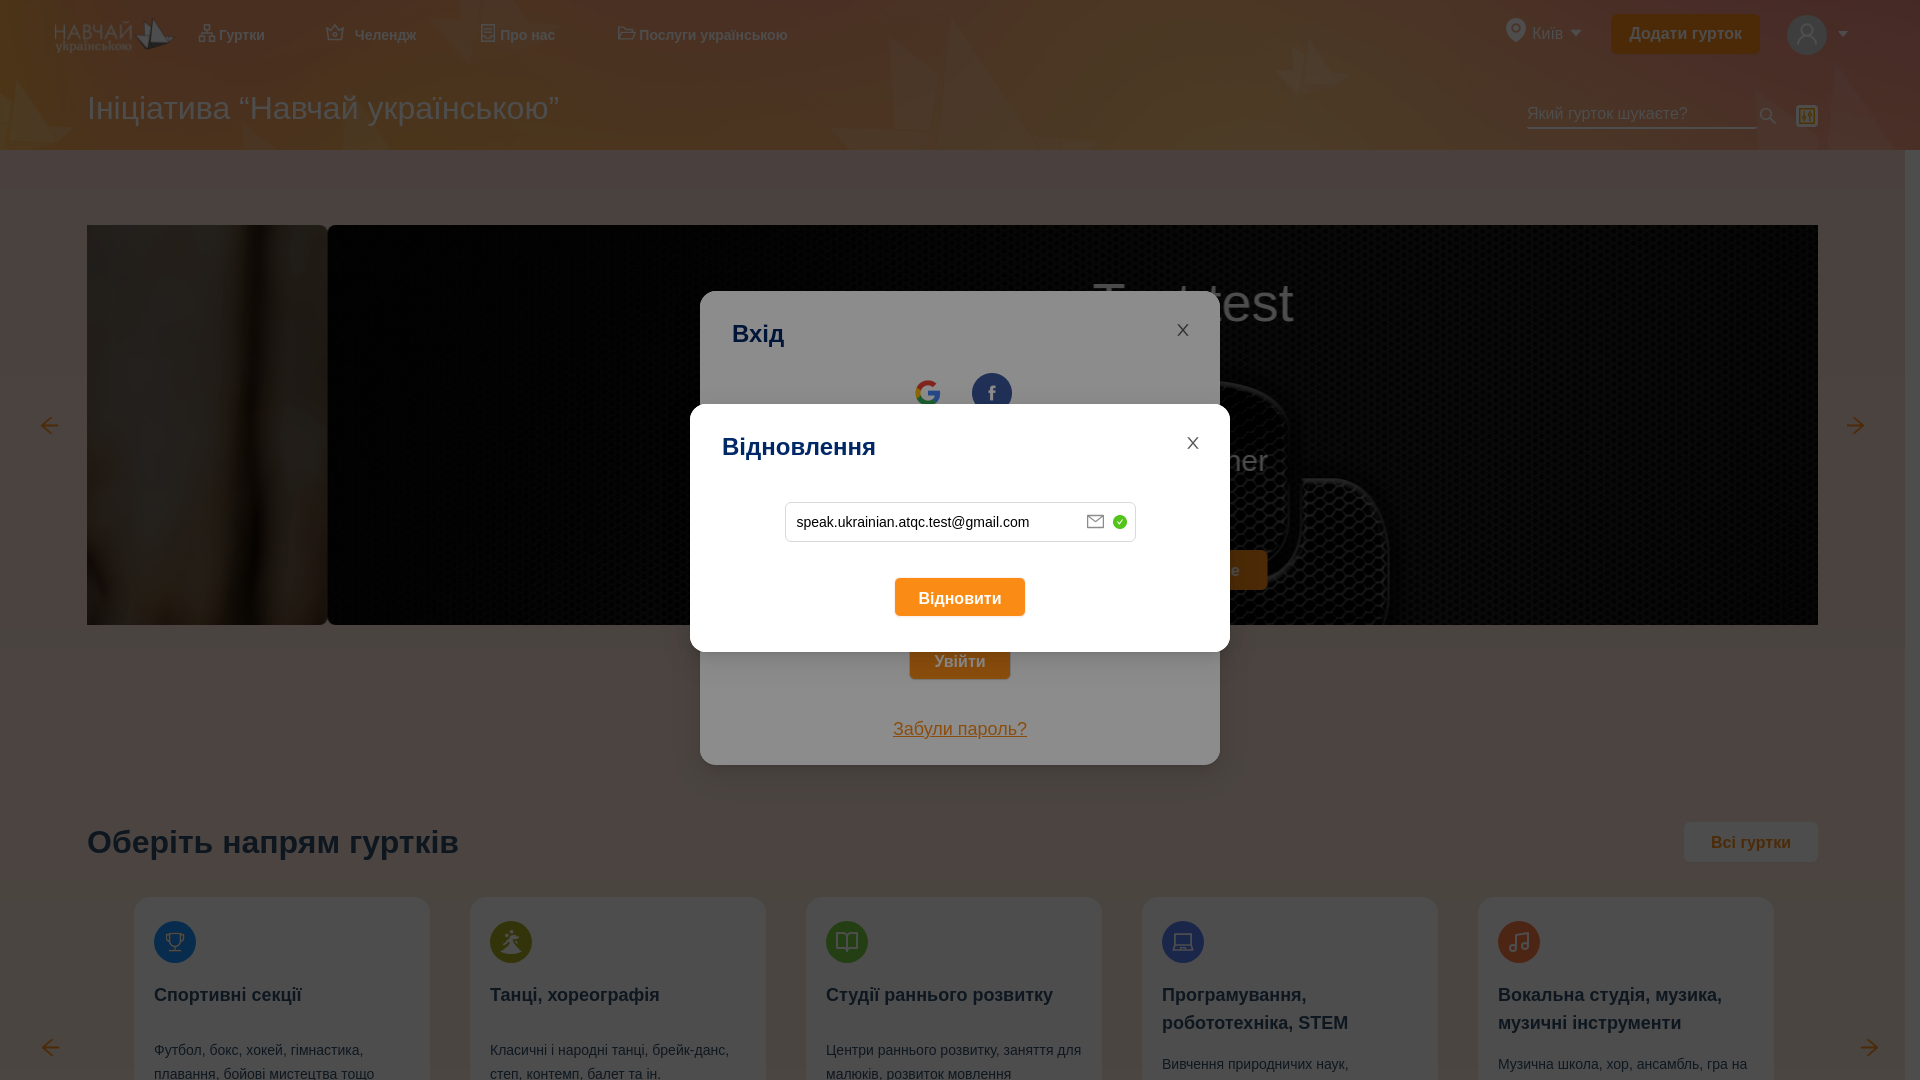 НАВЧАЙ
українською
Гуртки
Челендж
Про нас
Послуги українською
Київ
Додати гурток
Ініціатива “Навчай українською”
Який гурток шукаєте?
test
Вхід
Відновлення
speak.ukrainian.atqc.test@gmail.com
Відновити
Увійти
Забули пароль?
Оберіть напрям гуртків
Всі гуртки
Спортивні секції
Футбол, бокс, хокей, гімнастика,
плавання, бойові мистецтва тощо
Танці, хореографія
Класичні і народні танці, брейк-данс,
степ, контемп, балет та ін.
Студії раннього розвитку
Центри раннього розвитку, заняття для
малюків, розвиток мовлення
Програмування,
робототехніка, STEM
Вивчення природничих наук,
Вокальна студія, музика,
музичні інструменти
Музична школа, хор, ансамбль, гра на